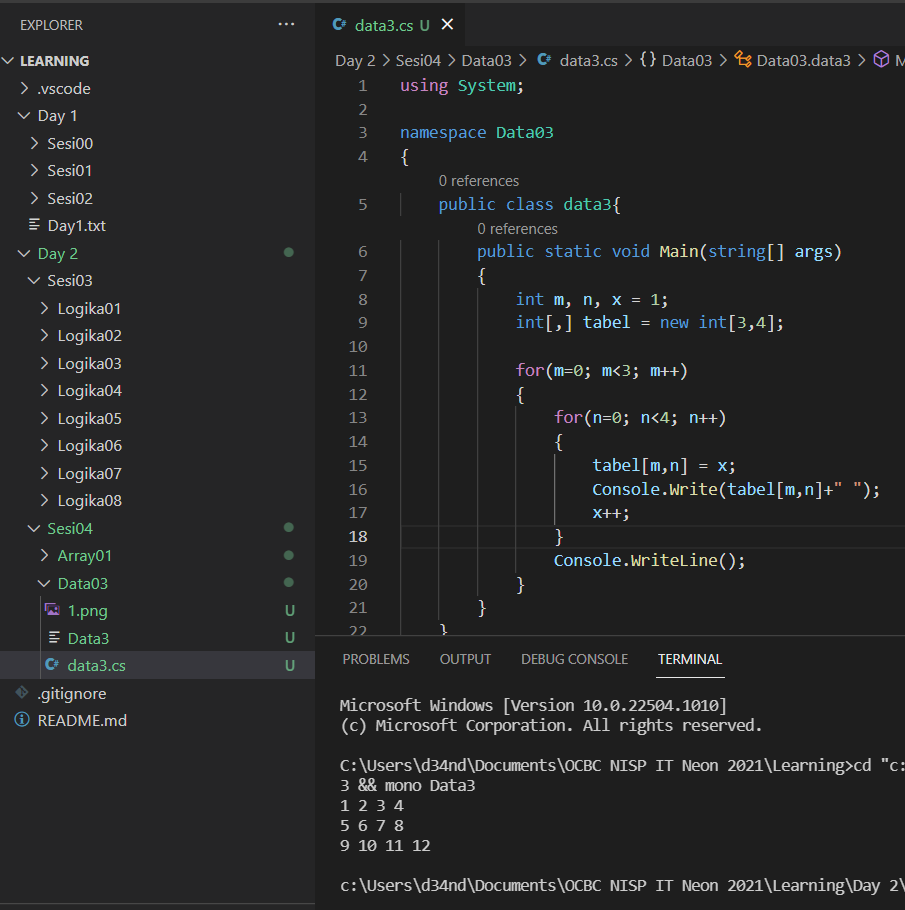 EXPLORER
LEARNING
.vscode
Day 1
Sesi00
Sesi01
Sesi02
Day1.txt
Day 2
Sesi03
Logika01
Logika02
Logika03
Logika04
Logika05
Logika06
Logika07
Logika08
Sesi04
Array01
Data03
1.png U
Data3 U
data3.cs U
.gitignore
README.md
data3.cs U
Day 2 > Sesi04 > Data03 > data3.cs > {} Data03 > Data03.data3 > M
1 using System;
2
3 namespace Data03
4 {
0 references
5 public class data3{
0 references
6 public static void Main(string[] args)
7 {
8 int m, n, x = 1;
9 int[,] tabel = new int[3,4];
10
11 for(m=0; m<3; m++)
12 {
13 for(n=0; n<4; n++)
14 {
15 tabel[m,n] = x;
16 Console.Write(tabel[m,n]+" ");
17 x++;
18 }
19 Console.WriteLine();
20 }
21 }
22 }
PROBLEMS OUTPUT DEBUG CONSOLE TERMINAL
Microsoft Windows [Version 10.0.22504.1010]
(c) Microsoft Corporation. All rights reserved.
C:\Users\d34nd\Documents\OCBC NISP IT Neon 2021\Learning>cd "c:
3 && mono Data3
1 2 3 4
5 6 7 8
9 10 11 12
c:\Users\d34nd\Documents\OCBC NISP IT Neon 2021\Learning\Day 2\